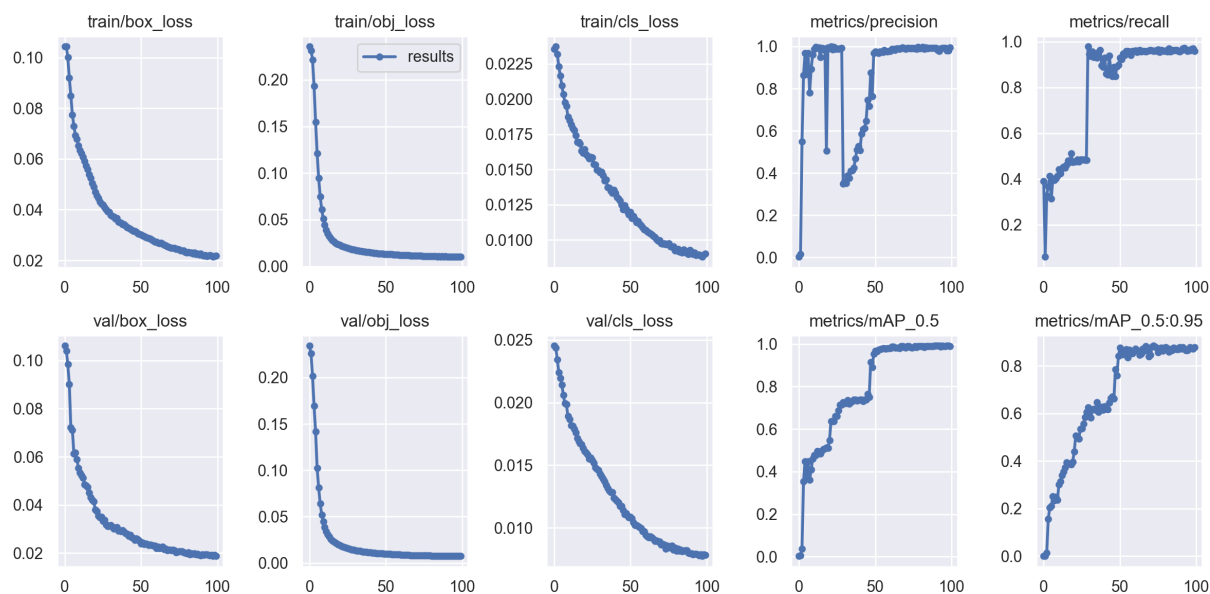 train/box_loss
train/obj_loss
train/cls_loss
metrics/precision
metrics/recall
0.10
0.08
0.06
0.04
0.02
0 50 100
results
0.20
0.15
0.10
0.05
0.00
0 50 100
0.0225
0.0200
0.0175
0.0150
0.0125
0.0100
0 50 100
1.0
0.8
0.6
0.4
0.2
0.0
0 50 100
1.0
0.8
0.6
0.4
0.2
0 50 100
val/box_loss
val/obj_loss
val/cls_loss
metrics/mAP_0.5
metrics/mAP_0.5:0.95
0.10
0.08
0.06
0.04
0.02
0 50 100
0.20
0.15
0.10
0.05
0.00
0 50 100
0.025
0.020
0.015
0.010
0 50 100
1.0
0.8
0.6
0.4
0.2
0.0
0 50 100
0.8
0.6
0.4
0.2
0.0
0 50 100